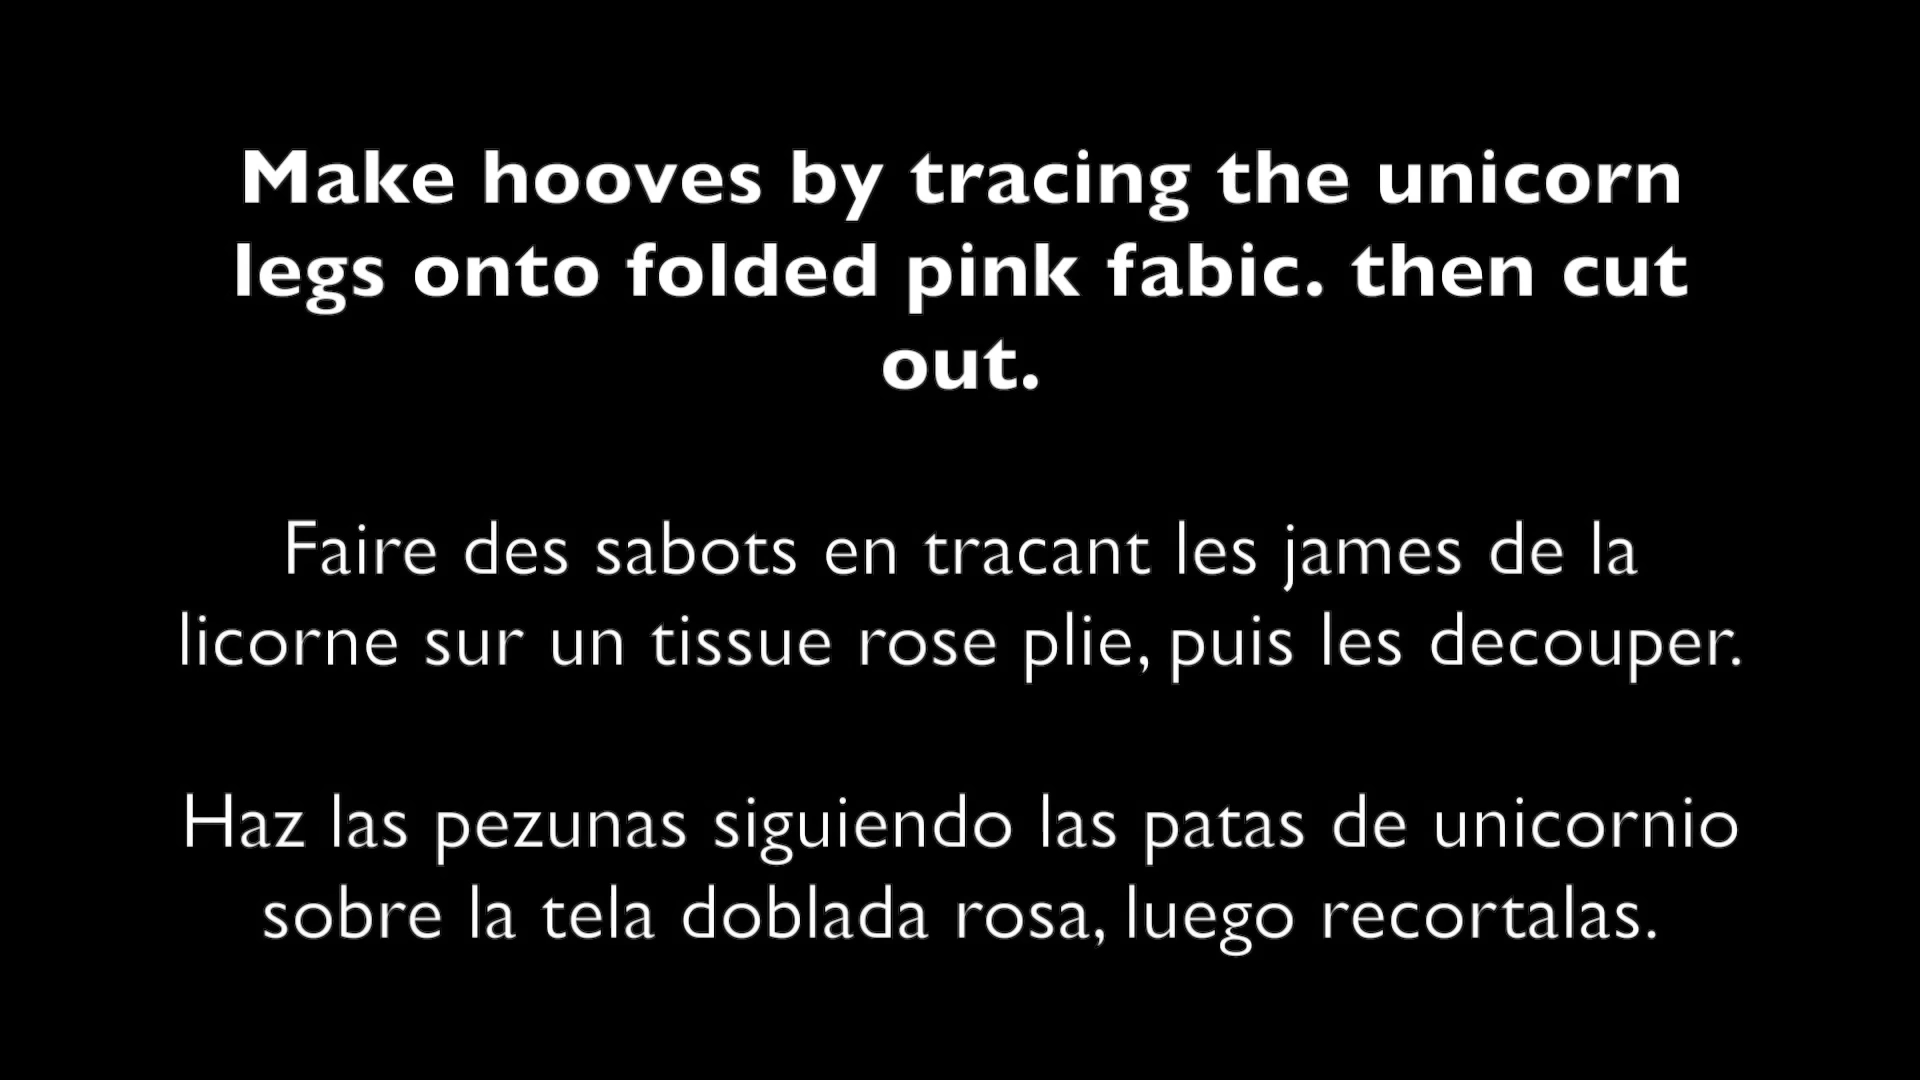 Make hooves by tracing the unicorn
legs onto folded pink fabic. then cut
out.
Faire des sabots en tracant les james de la
licorne sur un tissue rose plie, puis les decouper.
Haz las pezunas siguiendo las patas de unicornio
sobre la tela doblada rosa, luego recortalas.